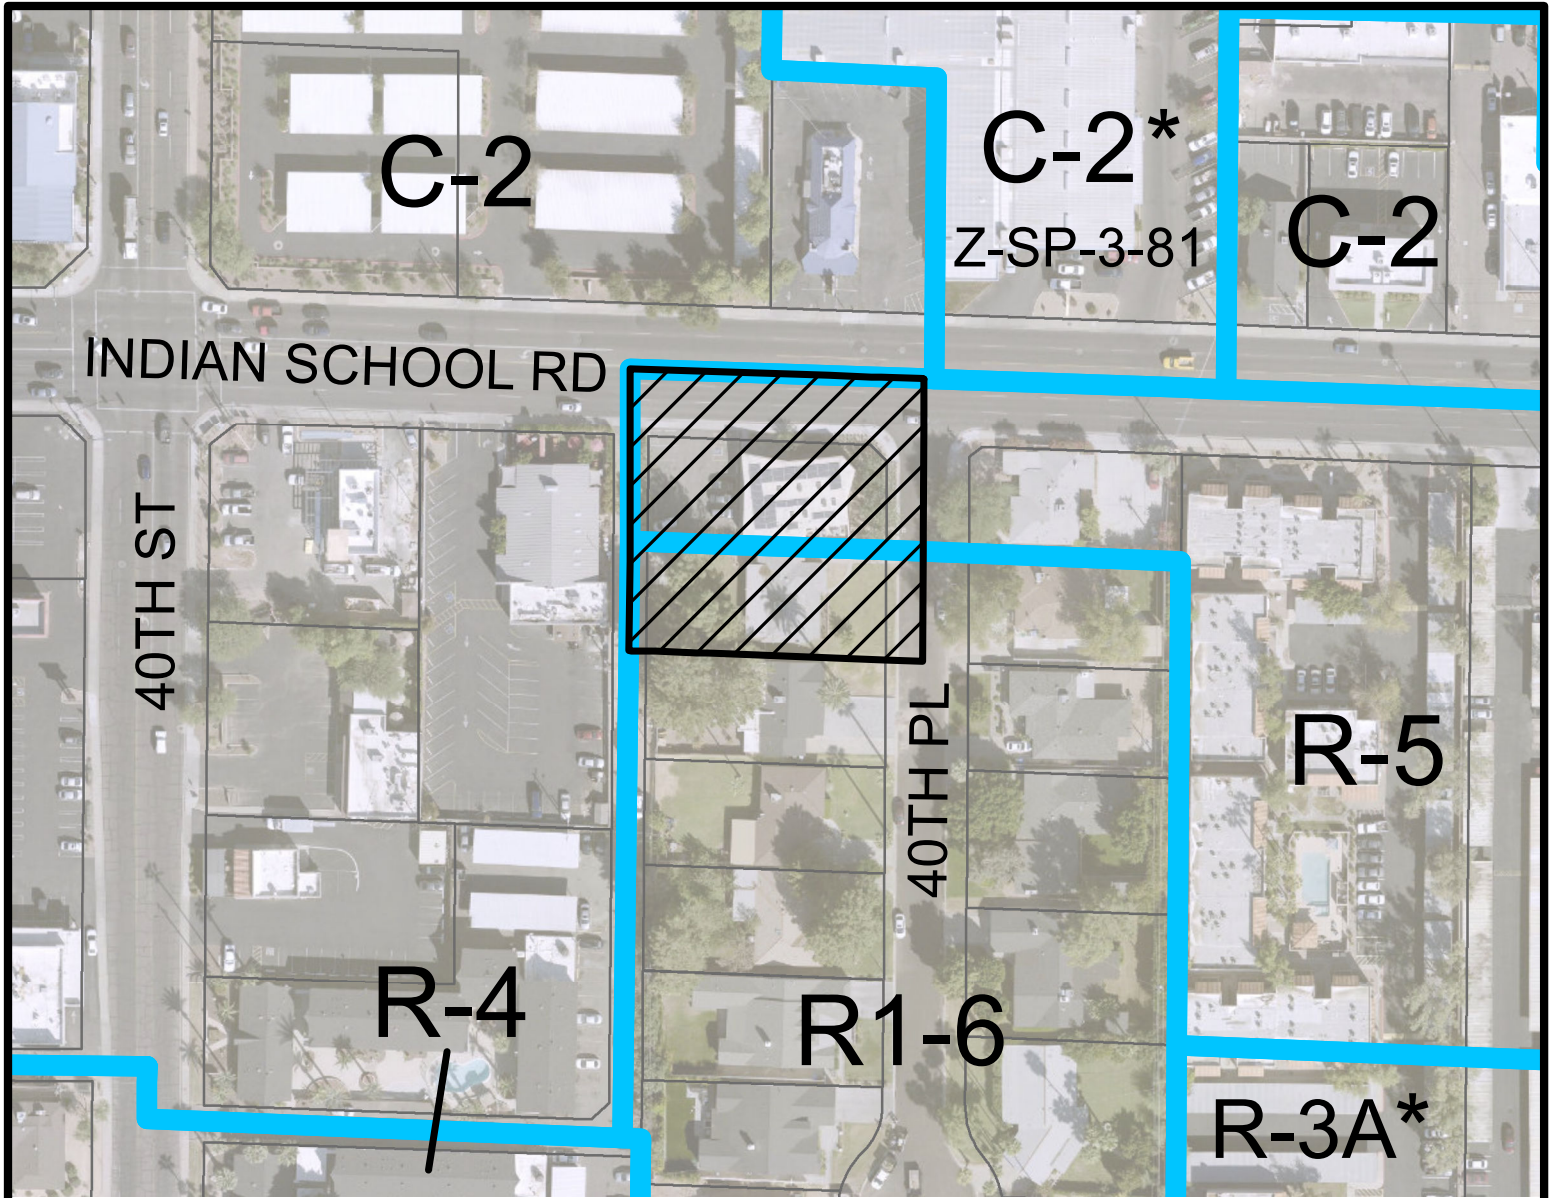 C-2
C-2*
Z-SP-3-81
C-2
INDIAN SCHOOL RD
40TH ST
40TH PL
R-5
R-4
R1-6
R-3A*